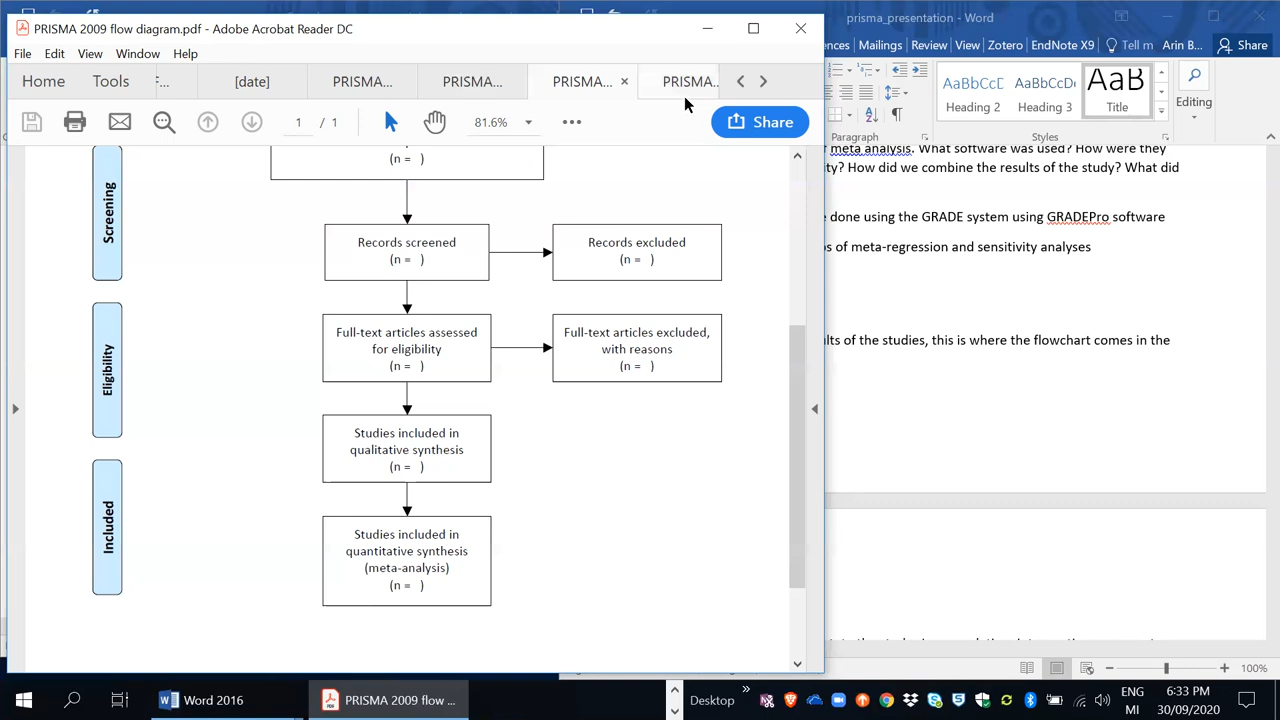 PRISMA 2009 flow diagram.pdf - Adobe Acrobat Reader DC
File Edit View Window Help
Home Tools ... [date] PRISMA... PRISMA PRISMA... × PRISMA...
1 / 1 81.6% Share
(n = )
Screening
Records screened
(n = )
Records excluded
(n = )
Eligibility
Full-text articles assessed
for eligibility
(n = )
Full-text articles excluded,
with reasons
(n = )
Studies included in
qualitative synthesis
(n = )
Included
Studies included in
quantitative synthesis
(meta-analysis)
(n = )
prisma_presentation - Word
ences Mailings Review View Zotero EndNote X9 Tell m Arin B... Share
AaBbCcD AaBbCcD AaB
Heading 2 Heading 3 Title
Editing
Paragraph Styles
meta analysis. What software was used? How were they
ity? How did we combine the results of the study? What did
e done using the GRADE system using GRADEPro software
os of meta-regression and sensitivity analyses
ults of the studies, this is where the flowchart comes in the
100%
Word 2016 PRISMA 2009 flow ... Desktop
ENG 6:33 PM
MI 30/09/2020